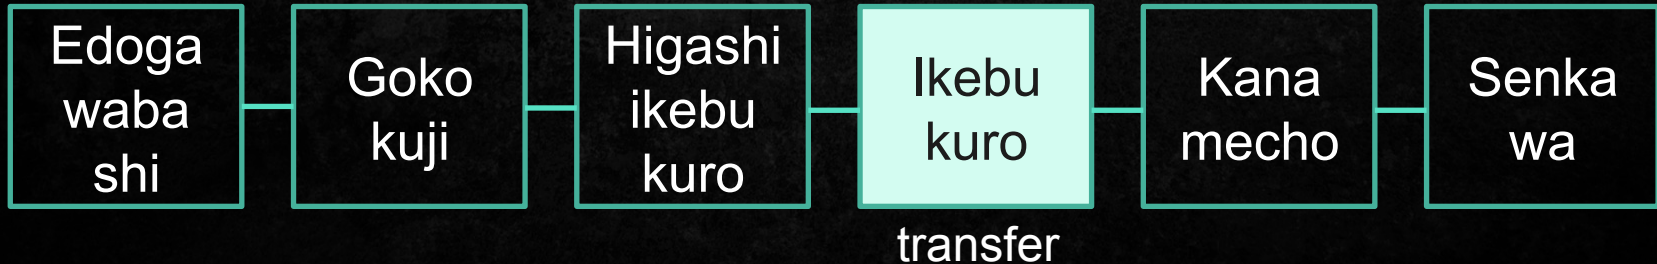 Edoga
waba
shi
Goko
kuji
Higashi
ikebu
kuro
Ikebu
kuro
Kana
mecho
Senka
wa
transfer